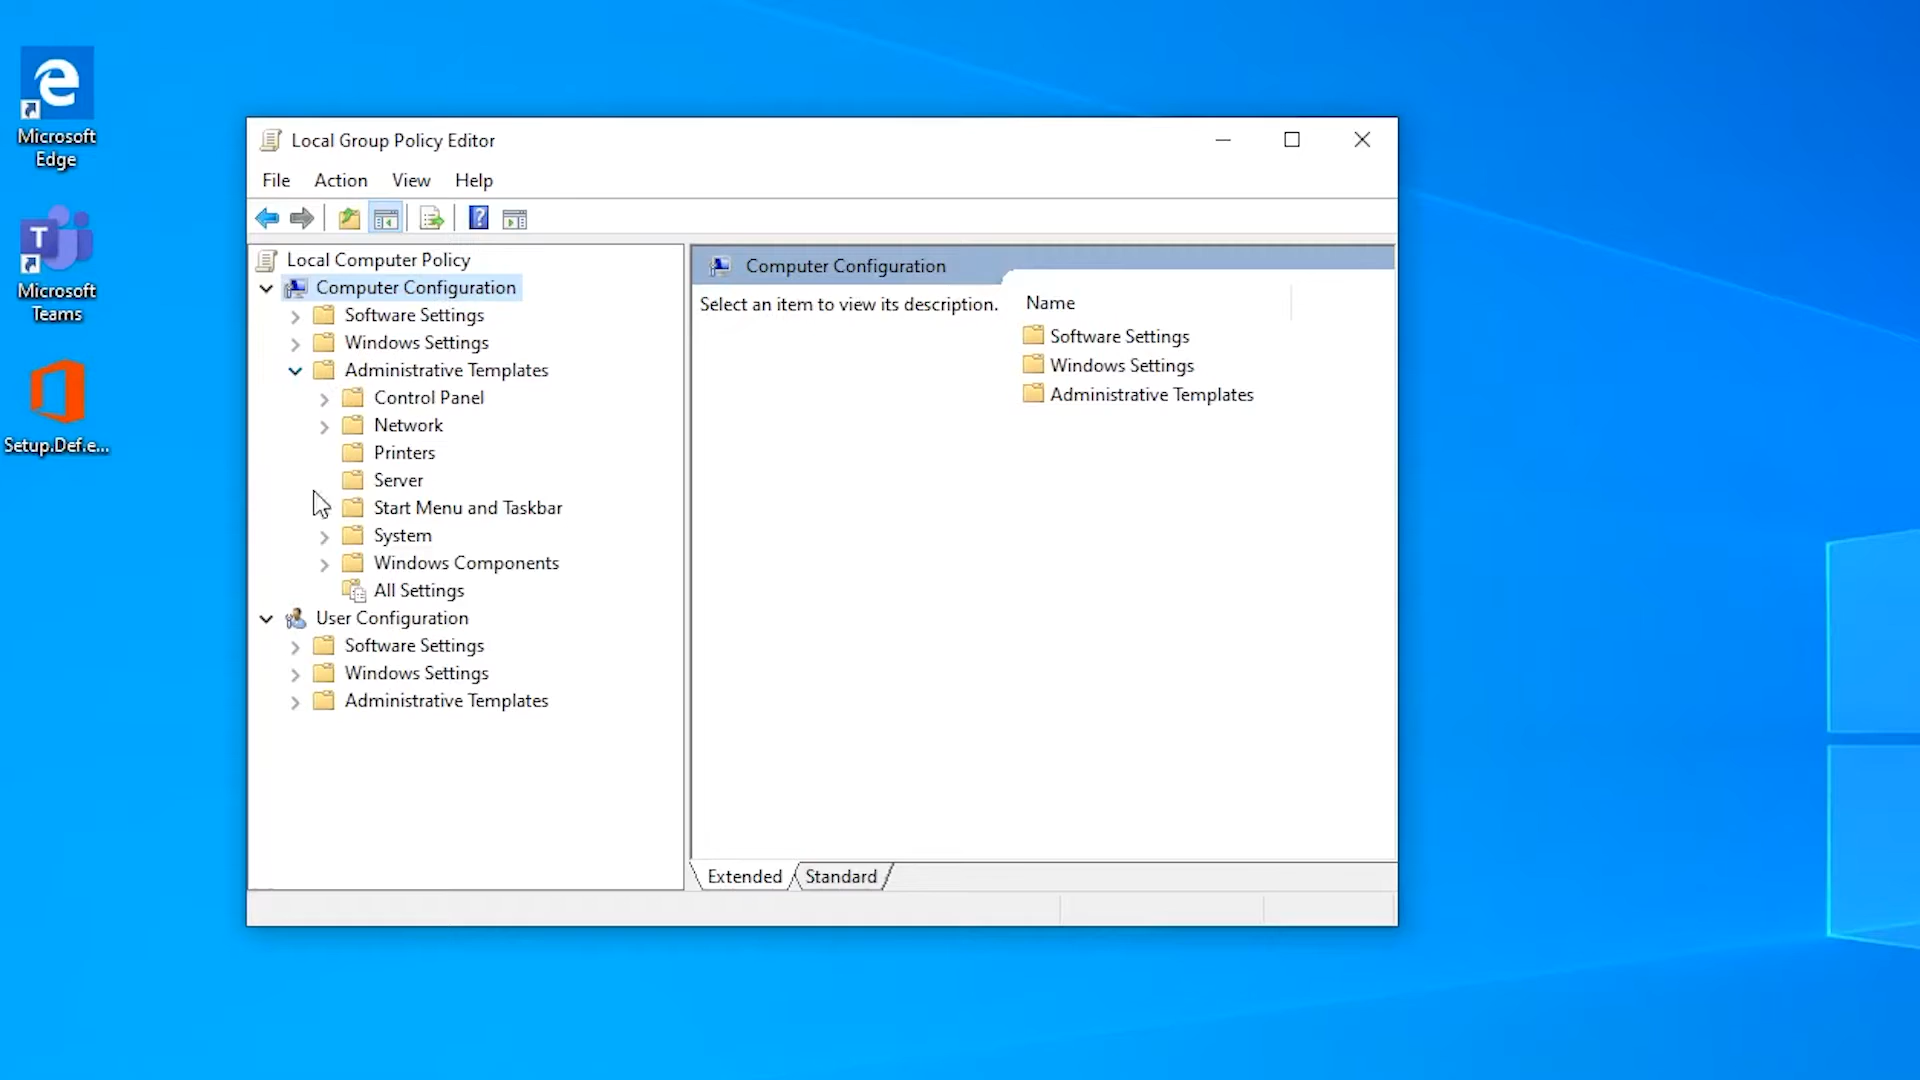 Microsoft
Edge
Microsoft
Teams
Setup.Def.e...
Local Group Policy Editor
File Action View Help
Local Computer Policy
Computer Configuration
Software Settings
Windows Settings
Administrative Templates
Control Panel
Network
Printers
Server
Start Menu and Taskbar
System
Windows Components
All Settings
User Configuration
Software Settings
Windows Settings
Administrative Templates
Computer Configuration
Select an item to view its description.
Name
Software Settings
Windows Settings
Administrative Templates
Extended Standard